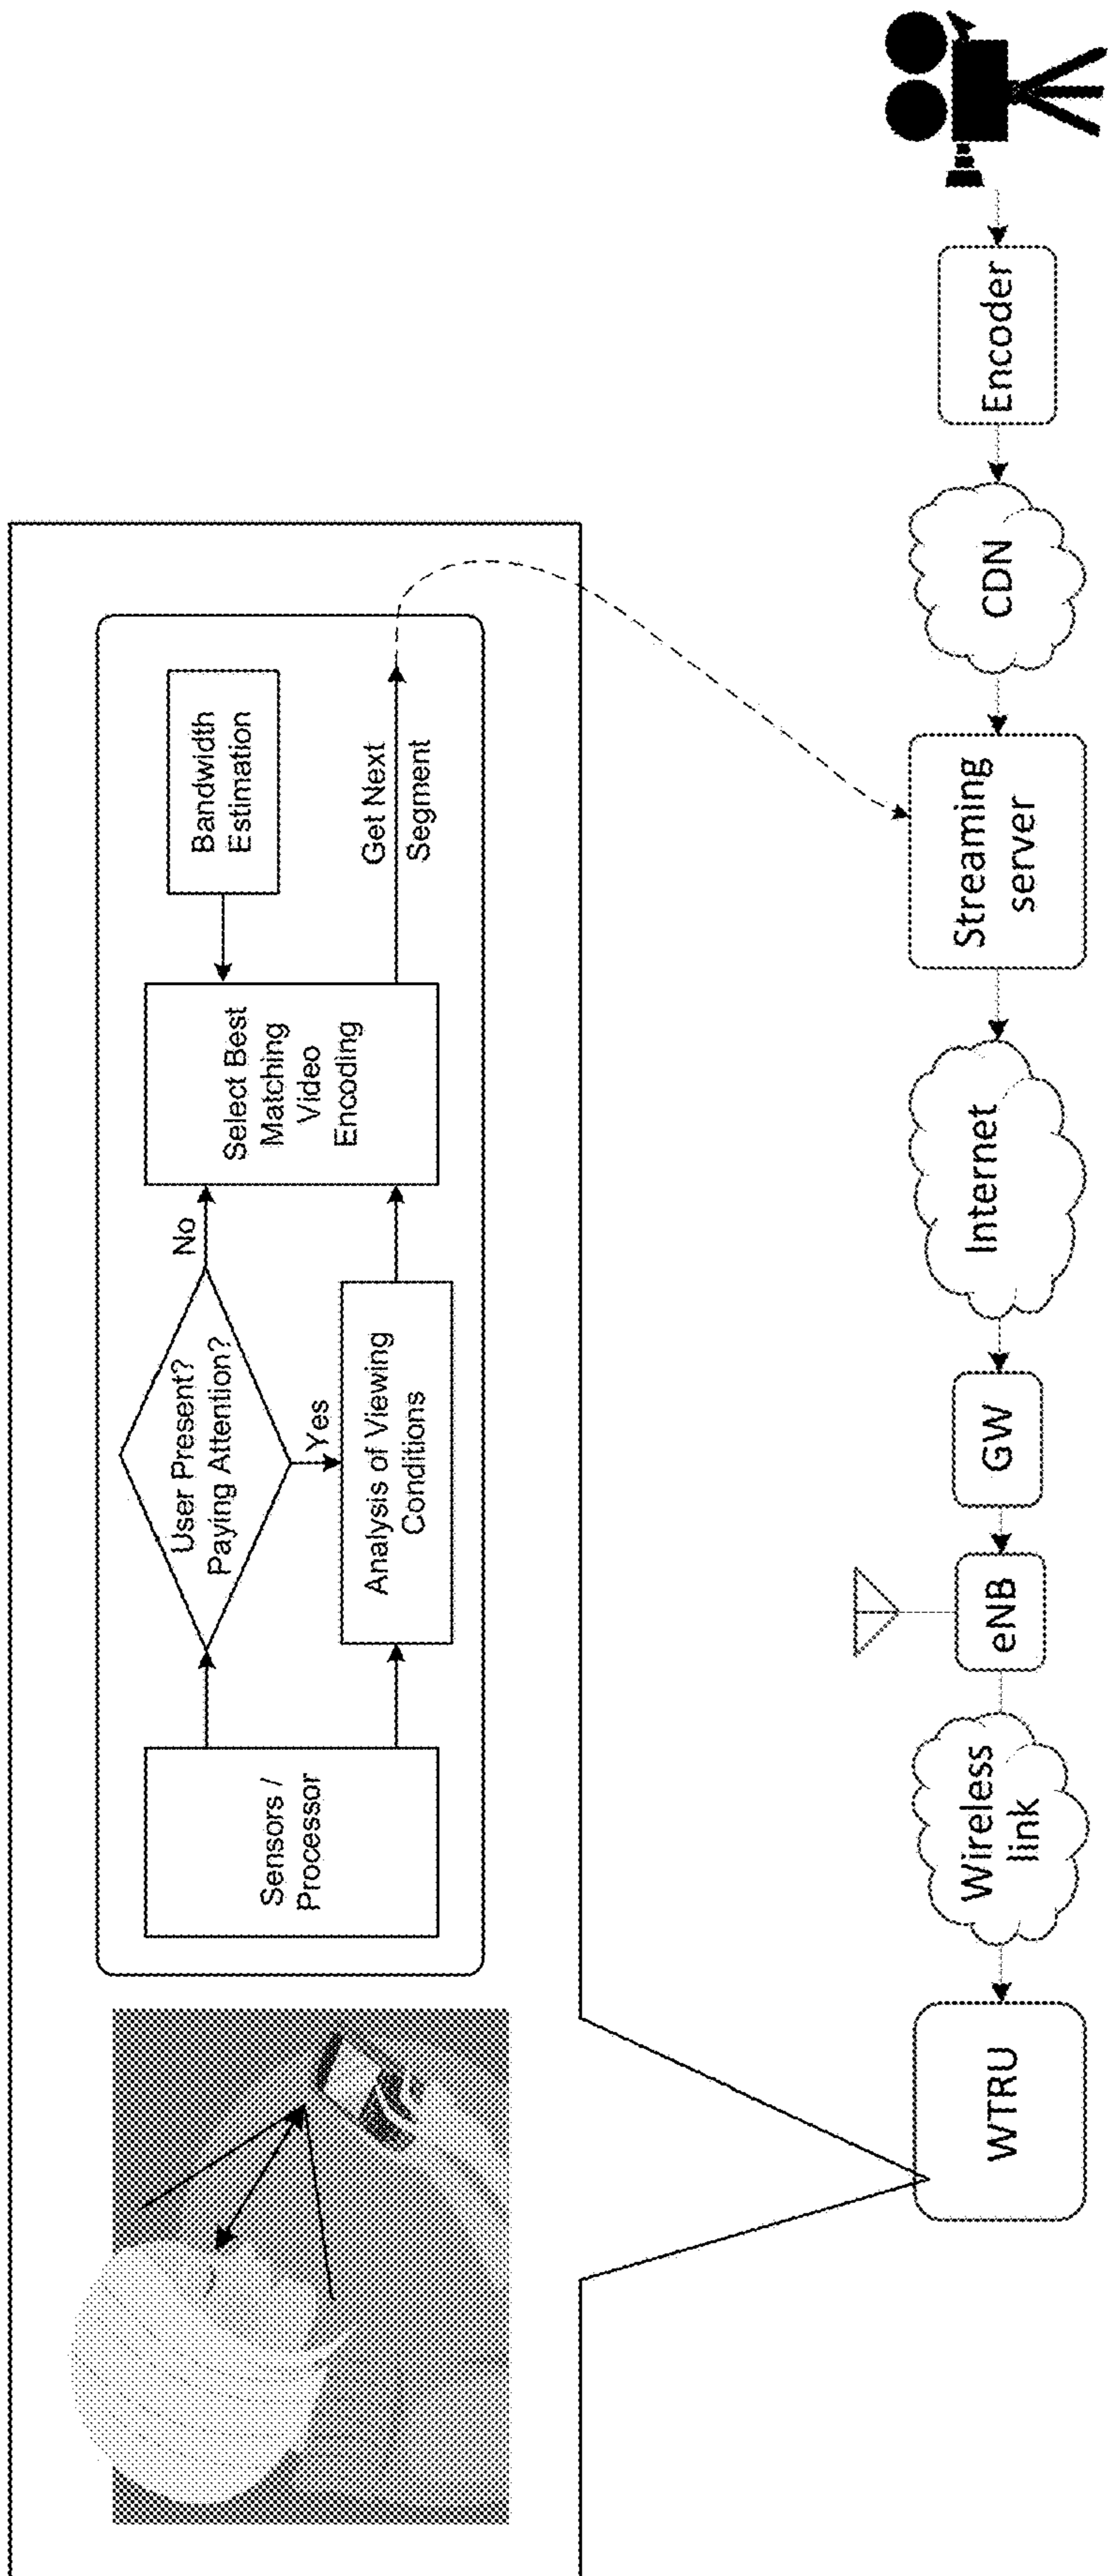 Sensors /
Processor
User Present?
Paying Attention?
No
Yes
Analysis of Viewing
Conditions
Select Best
Matching
Video
Encoding
Bandwidth
Estimation
Get Next
Segment
WTRU
Wireless
link
eNB
GW
Internet
Streaming
server
CDN
Encoder